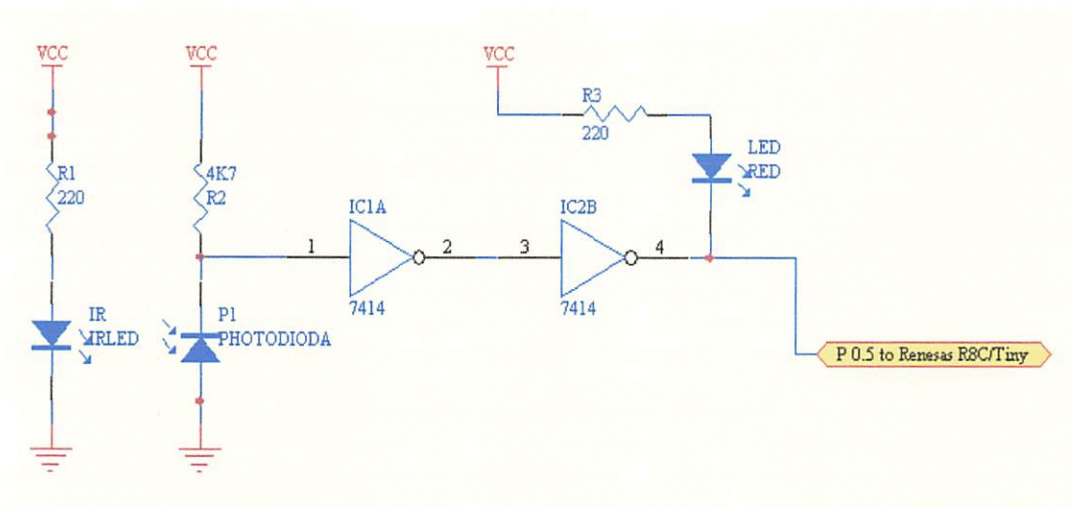 VCC
VCC
VCC
R3
220
LED
RED
R1
220
4K7
R2
IC1A
IC2B
1
2
3
4
7414
7414
IR
IRLED
P1
PHOTODIODA
P 0.5 to Renesas R8C/Tiny